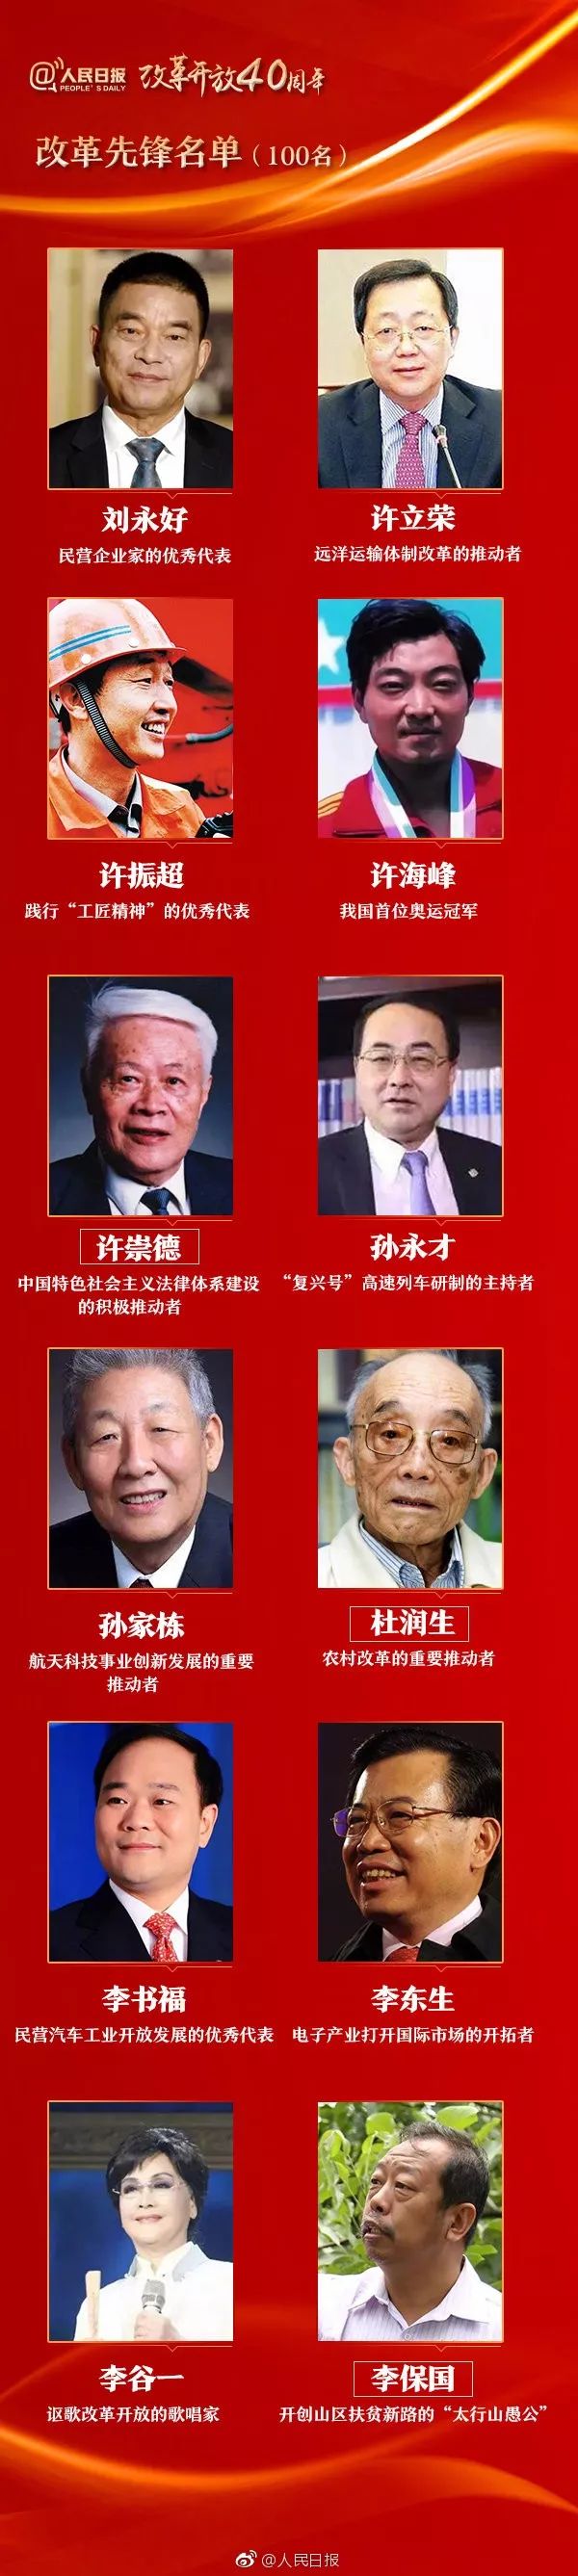 @人民日报 改革开放40周年
PEOPLE'S DAILY
改革先锋名单（100名）
刘永好 许立荣
民营企业家的优秀代表 远洋运输体制改革的推动者
许振超 许海峰
践行“工匠精神”的优秀代表 我国首位奥运冠军
许崇德 孙永才
中国特色社会主义法律体系建设 “复兴号”高速列车研制的主持者
的积极推动者
孙家栋 杜润生
航天科技事业创新发展的重要 农村改革的重要推动者
推动者
李书福 李东生
民营汽车工业开放发展的优秀代表 电子产业打开国际市场的开拓者
李谷一 李保国
讴歌改革开放的歌唱家 开创山区扶贫新路的“太行山愚公”
@人民日报